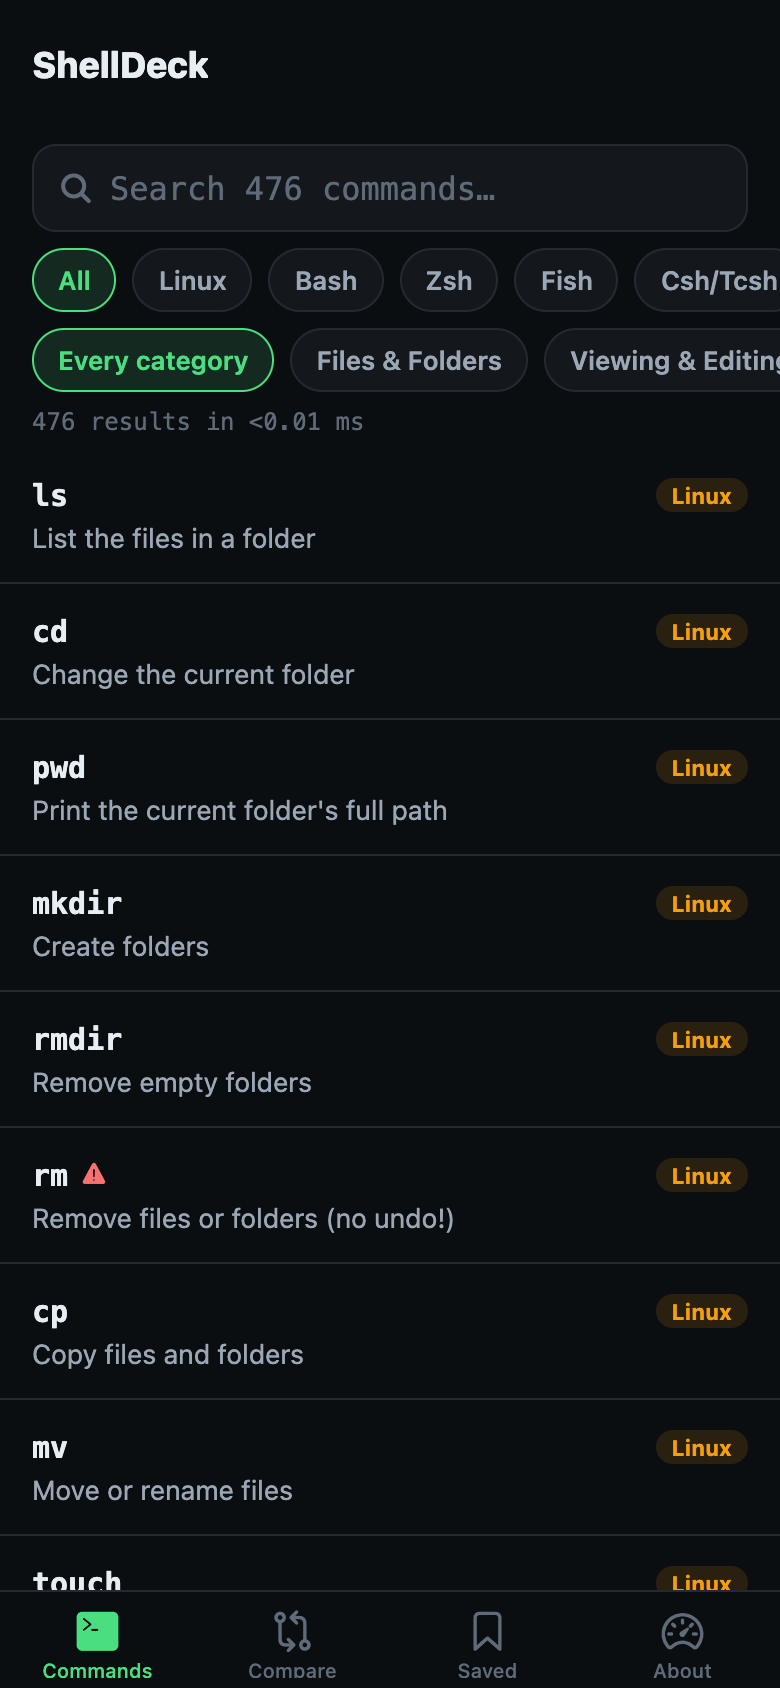 ShellDeck
Search 476 commands…
All Linux Bash Zsh Fish Csh/Tcsh
Every category Files & Folders Viewing & Editing
476 results in <0.01 ms
ls Linux
List the files in a folder
cd Linux
Change the current folder
pwd Linux
Print the current folder's full path
mkdir Linux
Create folders
rmdir Linux
Remove empty folders
rm Linux
Remove files or folders (no undo!)
cp Linux
Copy files and folders
mv Linux
Move or rename files
touch Linux
Commands Compare Saved About